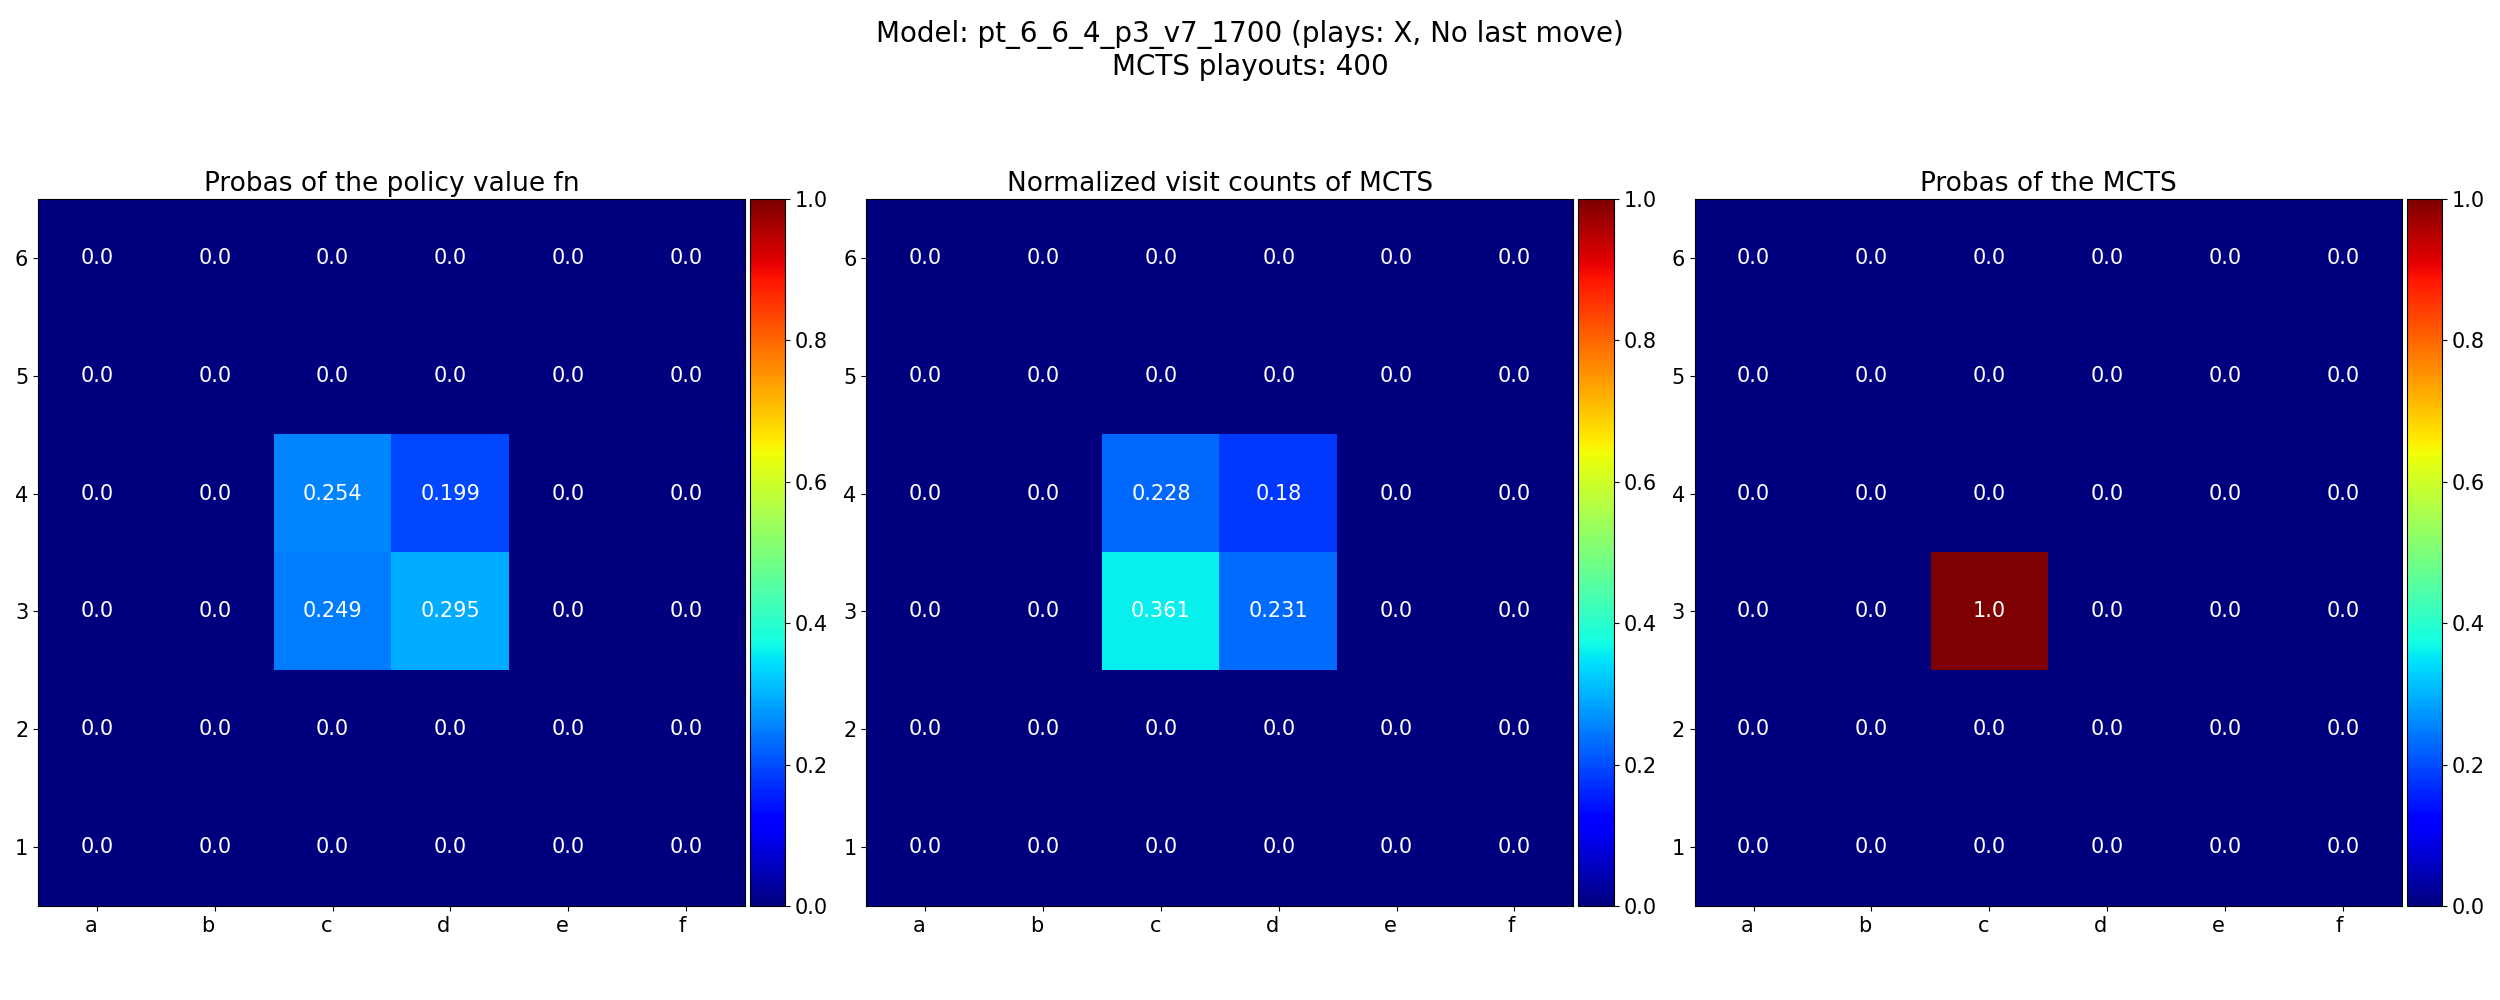 Model: pt_6_6_4_p3_v7_1700 (plays: X, No last move)
MCTS playouts: 400
Probas of the policy value fn
6 0.0 0.0 0.0 0.0 0.0 0.0
5 0.0 0.0 0.0 0.0 0.0 0.0
4 0.0 0.0 0.254 0.199 0.0 0.0
3 0.0 0.0 0.249 0.295 0.0 0.0
2 0.0 0.0 0.0 0.0 0.0 0.0
1 0.0 0.0 0.0 0.0 0.0 0.0
a b c d e f
1.0
0.8
0.6
0.4
0.2
0.0
Normalized visit counts of MCTS
6 0.0 0.0 0.0 0.0 0.0 0.0
5 0.0 0.0 0.0 0.0 0.0 0.0
4 0.0 0.0 0.228 0.18 0.0 0.0
3 0.0 0.0 0.361 0.231 0.0 0.0
2 0.0 0.0 0.0 0.0 0.0 0.0
1 0.0 0.0 0.0 0.0 0.0 0.0
a b c d e f
1.0
0.8
0.6
0.4
0.2
0.0
Probas of the MCTS
6 0.0 0.0 0.0 0.0 0.0 0.0
5 0.0 0.0 0.0 0.0 0.0 0.0
4 0.0 0.0 0.0 0.0 0.0 0.0
3 0.0 0.0 1.0 0.0 0.0 0.0
2 0.0 0.0 0.0 0.0 0.0 0.0
1 0.0 0.0 0.0 0.0 0.0 0.0
a b c d e f
1.0
0.8
0.6
0.4
0.2
0.0